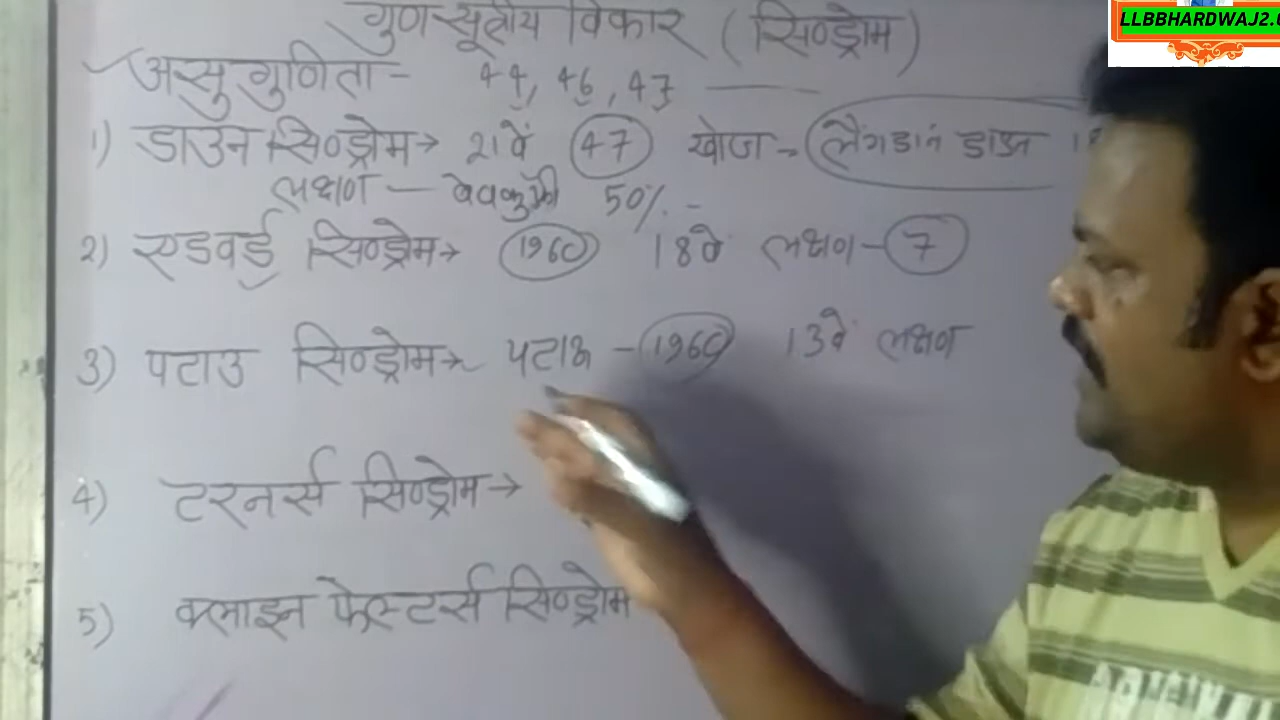 गुणसूत्रीय विकार (सिण्ड्रोम)
LLBBHARDWAJ2.0
असुगुणिता - 44, 46, 47
1) डाउन सिण्ड्रोम → 21वें 47 खोज → लैंगडान डाउन
लक्षण - बेवकुफी 50%.-
2) एडवर्ड सिण्ड्रोम → 1960 18वे लक्षण - 7
3) पटाउ सिण्ड्रोम → पटाऊ - 1960 13वें लक्षण
4) टरनर्स सिण्ड्रोम →
5) क्लाइन फेल्टर्स सिण्ड्रोम